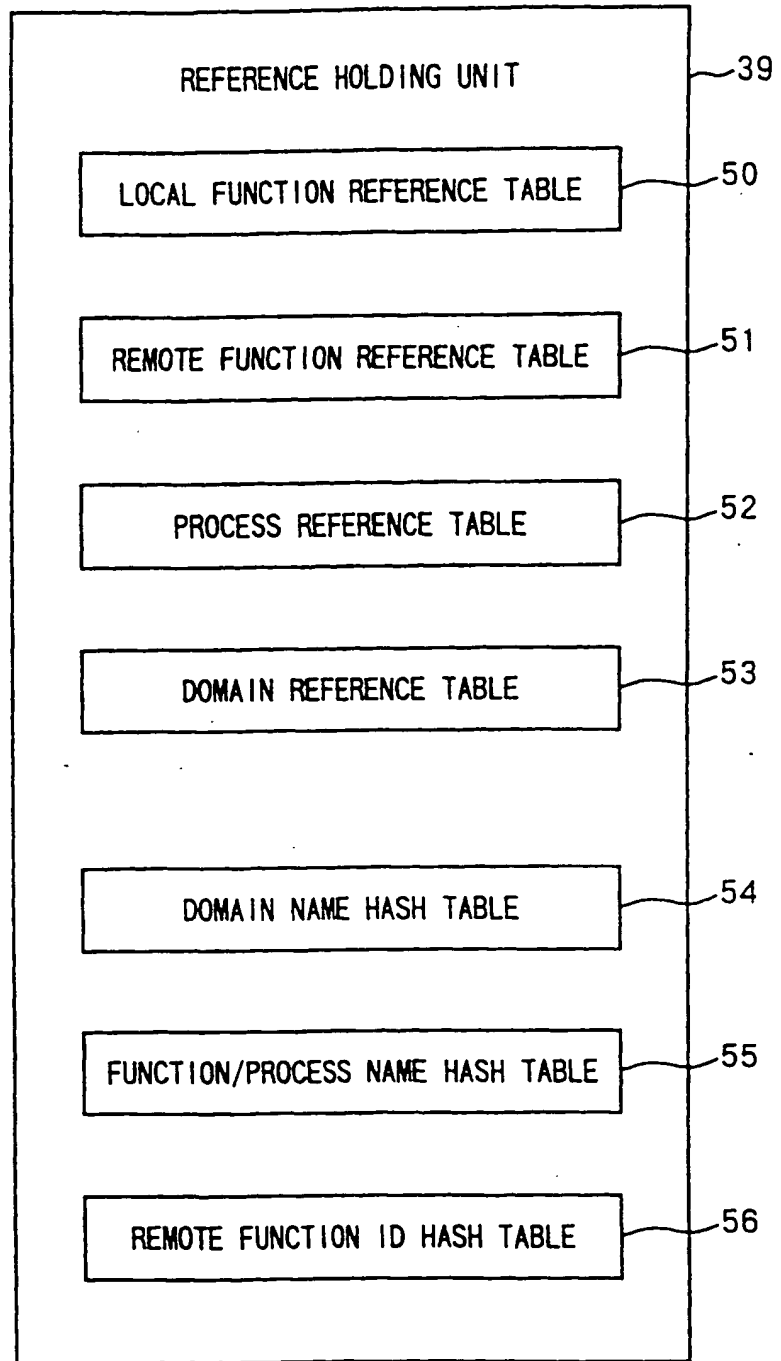 REFERENCE HOLDING UNIT 39
LOCAL FUNCTION REFERENCE TABLE 50
REMOTE FUNCTION REFERENCE TABLE 51
PROCESS REFERENCE TABLE 52
DOMAIN REFERENCE TABLE 53
DOMAIN NAME HASH TABLE 54
FUNCTION/PROCESS NAME HASH TABLE 55
REMOTE FUNCTION ID HASH TABLE 56